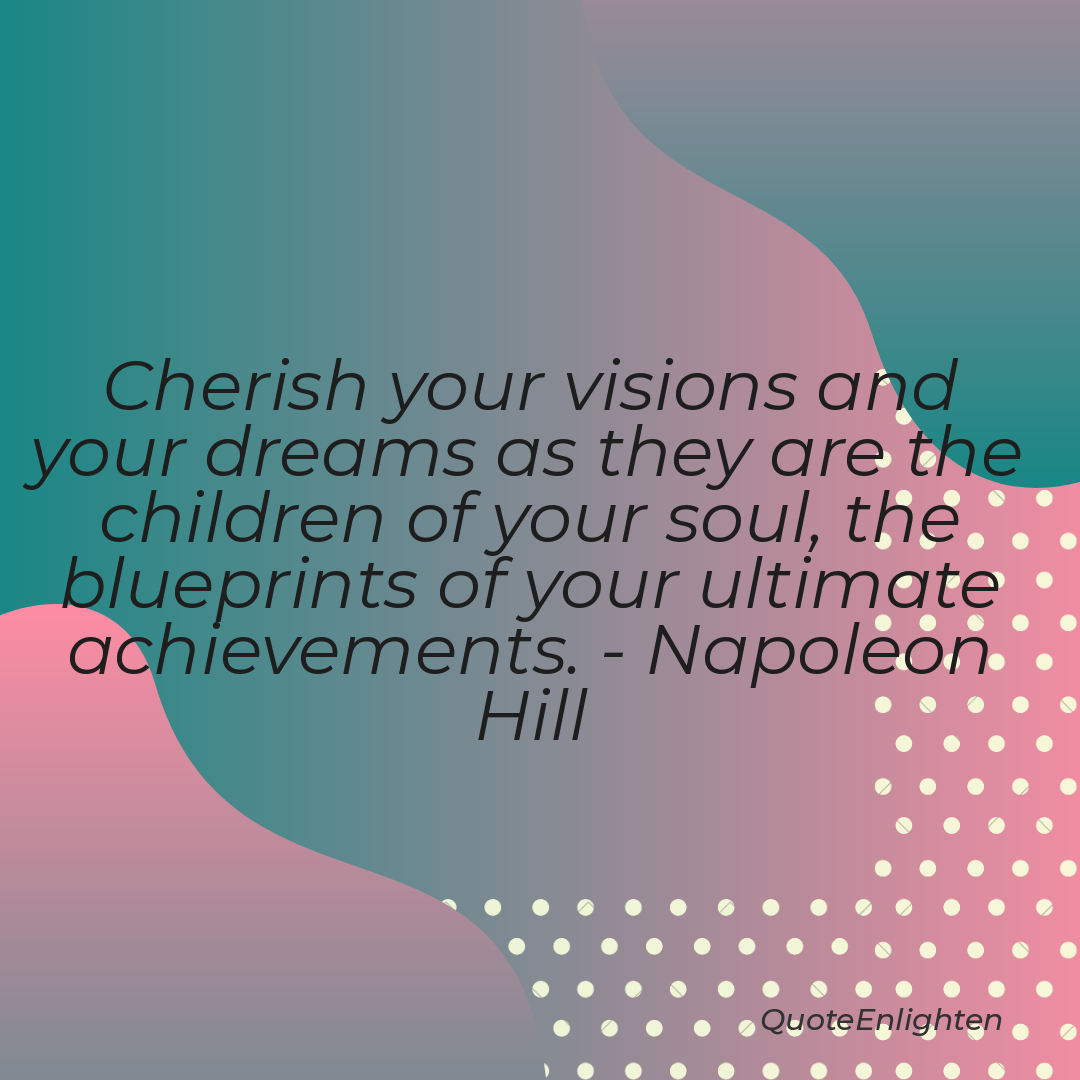 Cherish your visions and
your dreams as they are the
children of your soul, the
blueprints of your ultimate
achievements. - Napoleon
Hill
QuoteEnlighten